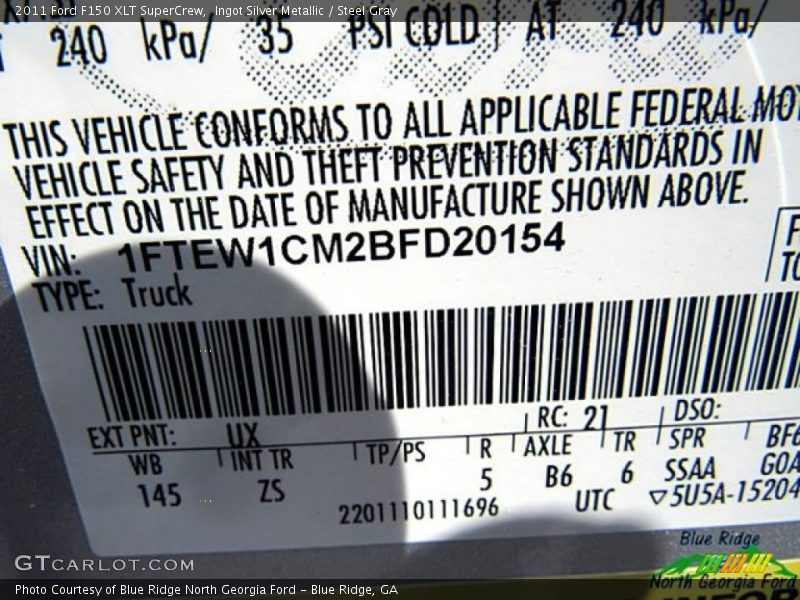 2011 Ford F150 XLT SuperCrew, Ingot Silver Metallic / Steel Gray
240 kPa/ 35 PSI COLD AT 240 kPa/
THIS VEHICLE CONFORMS TO ALL APPLICABLE FEDERAL MO
VEHICLE SAFETY AND THEFT PREVENTION STANDARDS IN
EFFECT ON THE DATE OF MANUFACTURE SHOWN ABOVE.
VIN: 1FTEW1CM2BFD20154
TYPE: Truck
EXT PNT: UX RC: 21 DSO:
WB INT TR TP/PS R AXLE TR SPR BF6
145 ZS 5 B6 6 SSAA G0A
2201110111696 UTC ▽5U5A-15204
Blue Ridge
North Georgia Ford
GTCARLOT.COM
Photo Courtesy of Blue Ridge North Georgia Ford – Blue Ridge, GA